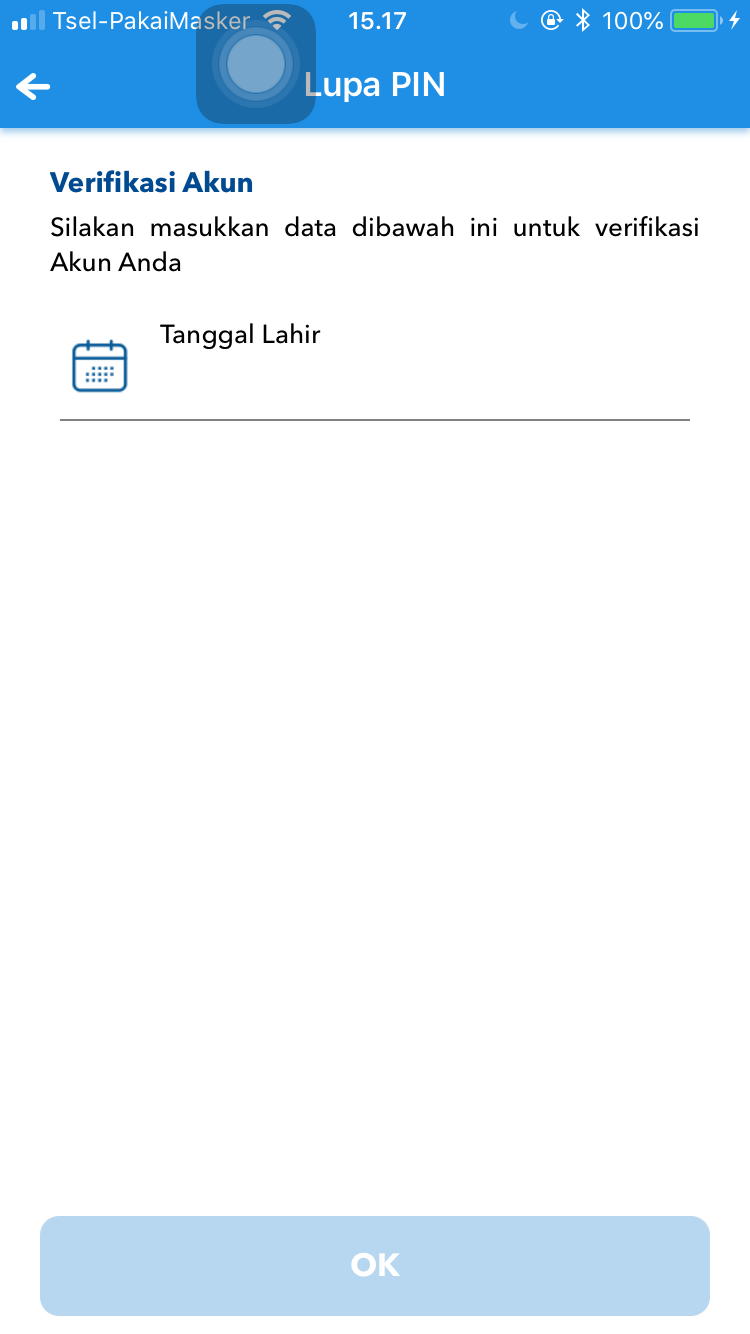 Tsel-PakaiMasker 15.17 100%
Lupa PIN
Verifikasi Akun
Silakan masukkan data dibawah ini untuk verifikasi
Akun Anda
Tanggal Lahir
OK